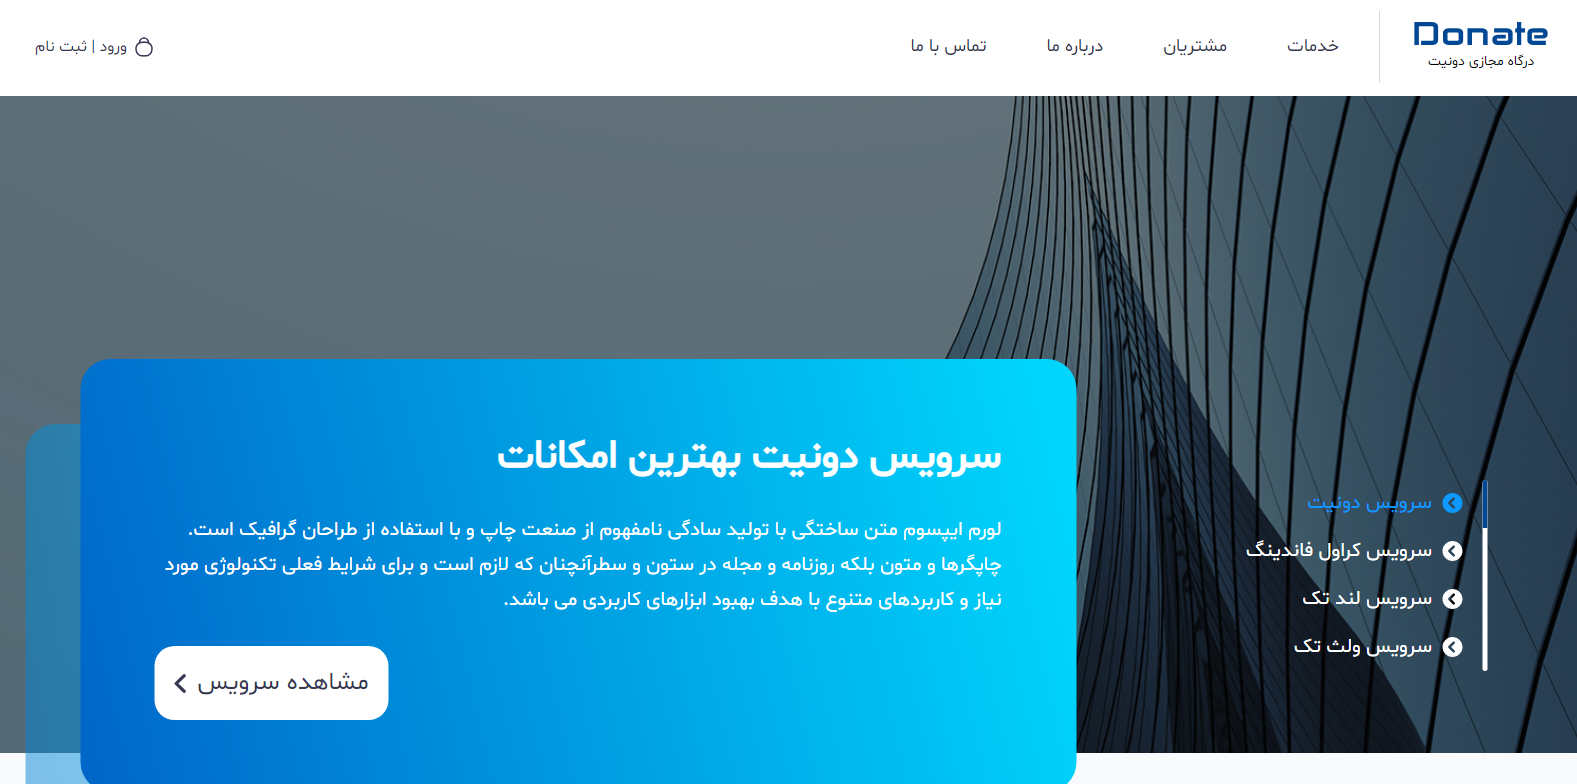 Donate
درگاه مجازی دونیت
خدمات
مشتریان
درباره ما
تماس با ما
ورود | ثبت نام
سرویس دونیت
سرویس کراول فاندینگ
سرویس لند تک
سرویس ولث تک
سرویس دونیت بهترین امکانات
لورم ایپسوم متن ساختگی با تولید سادگی نامفهوم از صنعت چاپ و با استفاده از طراحان گرافیک است.
چاپگرها و متون بلکه روزنامه و مجله در ستون و سطرآنچنان که لازم است و برای شرایط فعلی تکنولوژی مورد
نیاز و کاربردهای متنوع با هدف بهبود ابزارهای کاربردی می باشد.
مشاهده سرویس